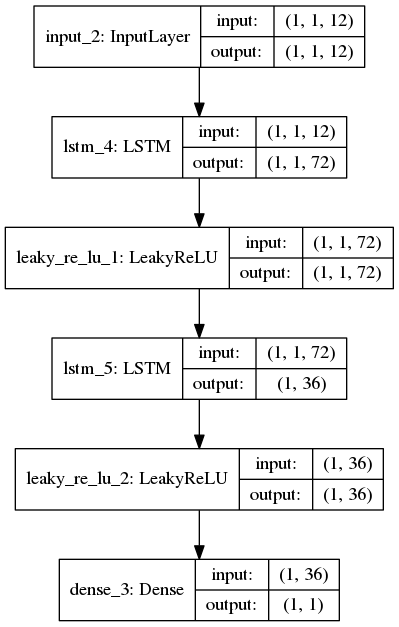 input_2: InputLayer
input: (1, 1, 12)
output: (1, 1, 12)
lstm_4: LSTM
input: (1, 1, 12)
output: (1, 1, 72)
leaky_re_lu_1: LeakyReLU
input: (1, 1, 72)
output: (1, 1, 72)
lstm_5: LSTM
input: (1, 1, 72)
output: (1, 36)
leaky_re_lu_2: LeakyReLU
input: (1, 36)
output: (1, 36)
dense_3: Dense
input: (1, 36)
output: (1, 1)